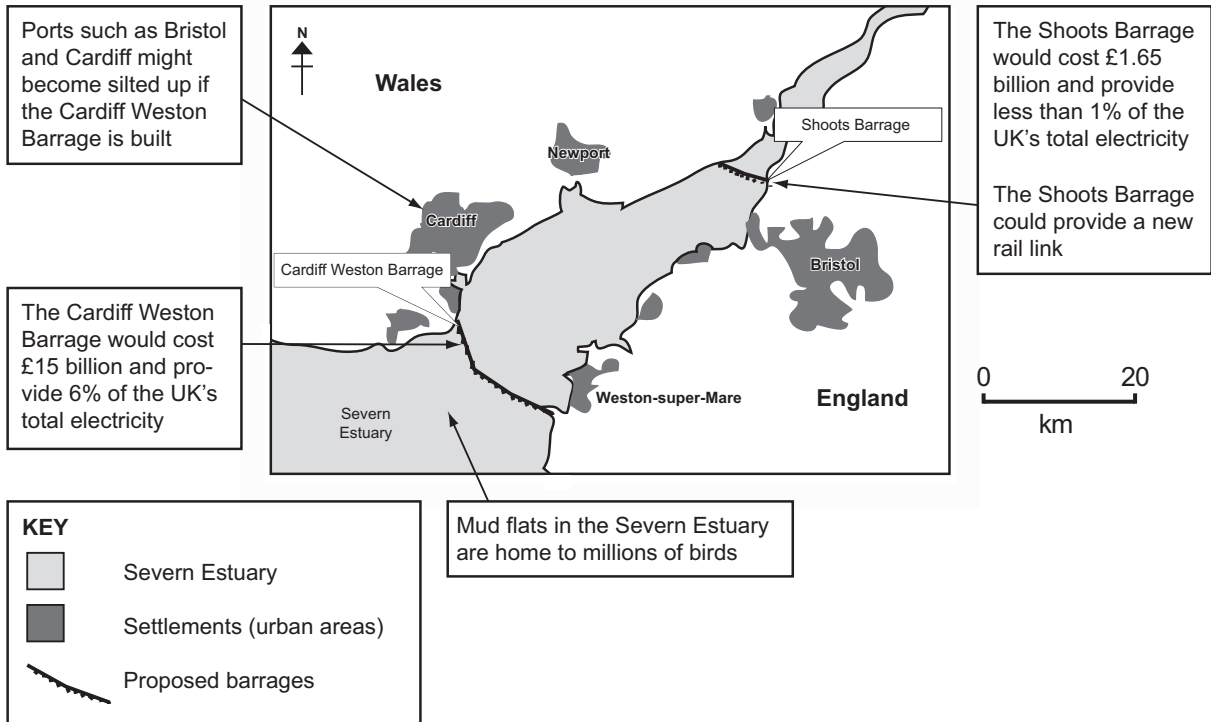 Ports such as Bristol
and Cardiff might
become silted up if
the Cardiff Weston
Barrage is built
N
Wales
Newport
Shoots Barrage
The Shoots Barrage
would cost £1.65
billion and provide
less than 1% of the
UK's total electricity
The Shoots Barrage
could provide a new
rail link
Cardiff
Cardiff Weston Barrage
Bristol
The Cardiff Weston
Barrage would cost
£15 billion and pro-
vide 6% of the UK's
total electricity
Severn
Estuary
Weston-super-Mare
England
0 20
km
Mud flats in the Severn Estuary
are home to millions of birds
KEY
Severn Estuary
Settlements (urban areas)
Proposed barrages